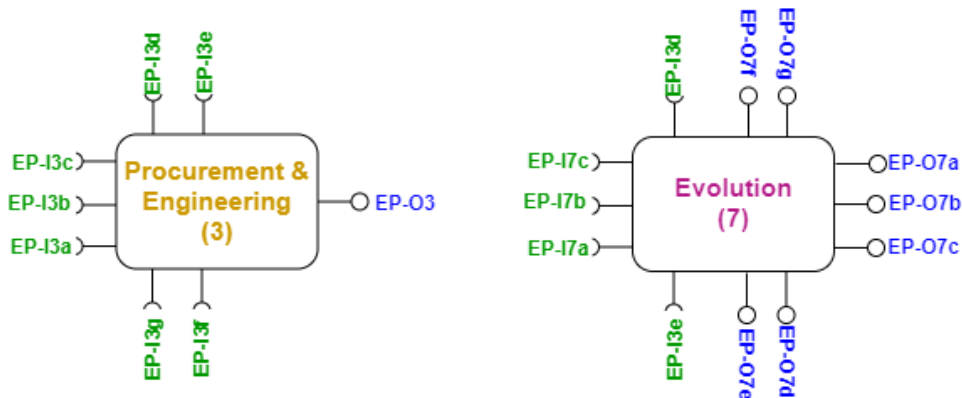 EP-I3d
EP-I3e
EP-I3c
EP-I3b
EP-I3a
Procurement &
Engineering
(3)
EP-O3
EP-I3g
EP-I3f
EP-I3d
EP-O7f
EP-O7g
EP-I7c
EP-I7b
EP-I7a
Evolution
(7)
EP-O7a
EP-O7b
EP-O7c
EP-I3e
EP-O7e
EP-O7d